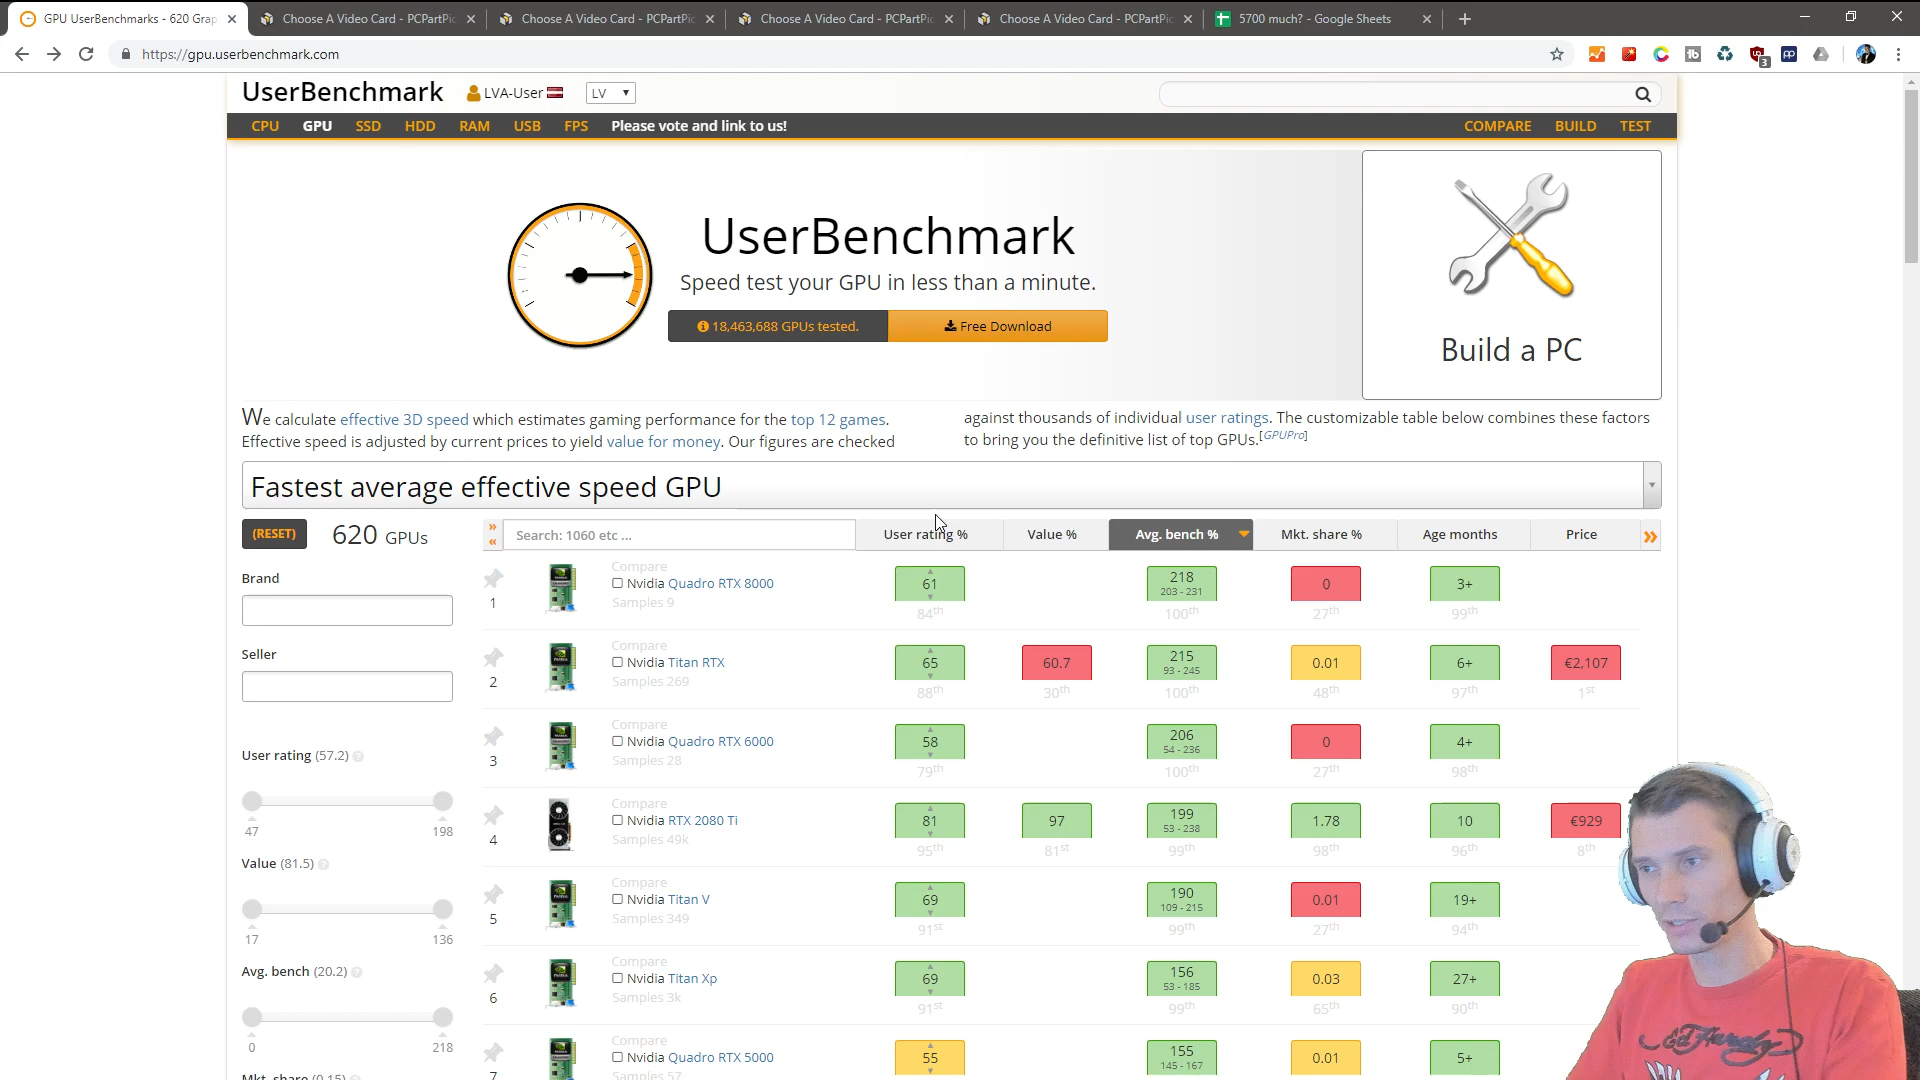 GPU UserBenchmarks - 620 Grap
Choose A Video Card - PCPartPic
Choose A Video Card - PCPartPic
Choose A Video Card - PCPartPic
Choose A Video Card - PCPartPic
5700 much? - Google Sheets
https://gpu.userbenchmark.com
3
UserBenchmark
LVA-User
LV
CPU GPU SSD HDD RAM USB FPS Please vote and link to us!
COMPARE BUILD TEST
UserBenchmark
Speed test your GPU in less than a minute.
18,463,688 GPUs tested.
Free Download
Build a PC
We calculate effective 3D speed which estimates gaming performance for the top 12 games.
Effective speed is adjusted by current prices to yield value for money. Our figures are checked
against thousands of individual user ratings. The customizable table below combines these factors
to bring you the definitive list of top GPUs.[GPUPro]
Fastest average effective speed GPU
(RESET) 620 GPUs
Brand
Seller
User rating (57.2)
47 198
Value (81.5)
17 136
Avg. bench (20.2)
0 218
Mkt. share (0.15)
Search: 1060 etc ...
User rating % Value % Avg. bench % Mkt. share % Age months Price
Compare
1 Nvidia Quadro RTX 8000 61 218 0 3+
203 - 231
Samples 9 84th 100th 27th 99th
Compare
2 Nvidia Titan RTX 65 60.7 215 0.01 6+ €2,107
93 - 245
Samples 269 88th 30th 100th 48th 97th 1st
Compare
3 Nvidia Quadro RTX 6000 58 206 0 4+
54 - 236
Samples 28 79th 100th 27th 98th
Compare
4 Nvidia RTX 2080 Ti 81 97 199 1.78 10 €929
53 - 238
Samples 49k 95th 81st 99th 98th 96th 8th
Compare
5 Nvidia Titan V 69 190 0.01 19+
109 - 215
Samples 349 91st 99th 27th 94th
Compare
6 Nvidia Titan Xp 69 156 0.03 27+
53 - 185
Samples 3k 91st 99th 65th 90th
Compare
7 Nvidia Quadro RTX 5000 55 155 0.01 5+
145 - 167
Samples 57
Ed Hardy